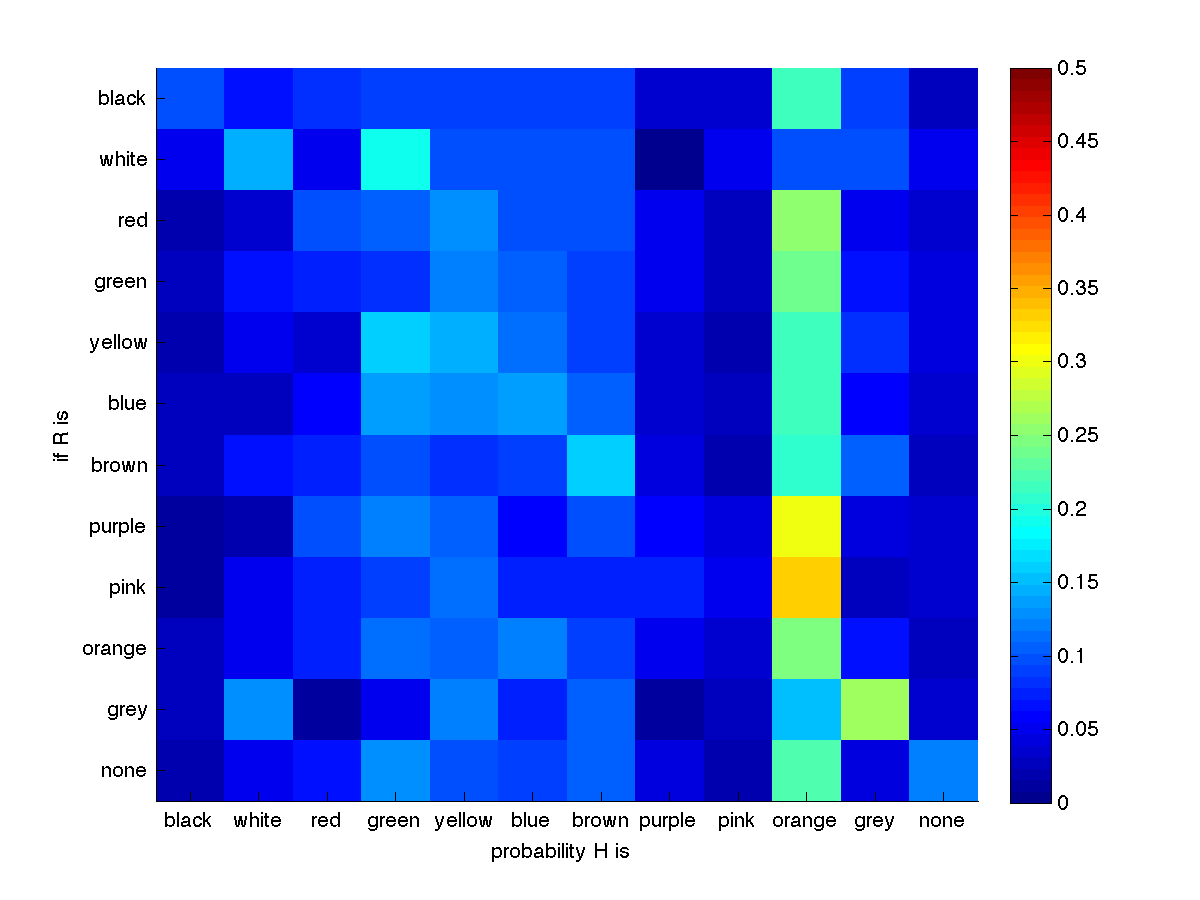 black
white
red
green
yellow
blue
brown
purple
pink
orange
grey
none
if R is
black white red green yellow blue brown purple pink orange grey none
probability H is
0.5
0.45
0.4
0.35
0.3
0.25
0.2
0.15
0.1
0.05
0